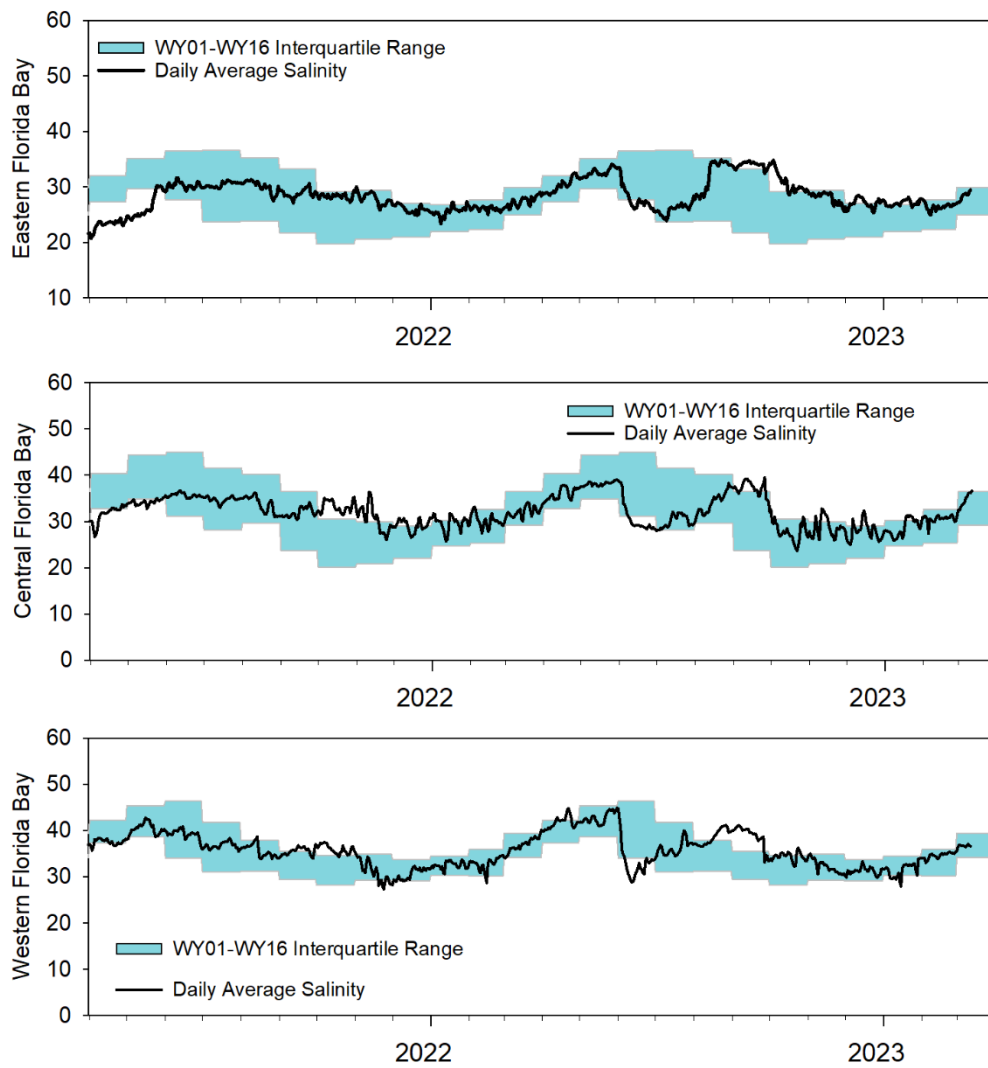 Eastern Florida Bay
60
50
40
30
20
10
WY01-WY16 Interquartile Range
Daily Average Salinity
2022
2023
Central Florida Bay
60
50
40
30
20
10
0
WY01-WY16 Interquartile Range
Daily Average Salinity
2022
2023
Western Florida Bay
60
50
40
30
20
10
0
WY01-WY16 Interquartile Range
Daily Average Salinity
2022
2023